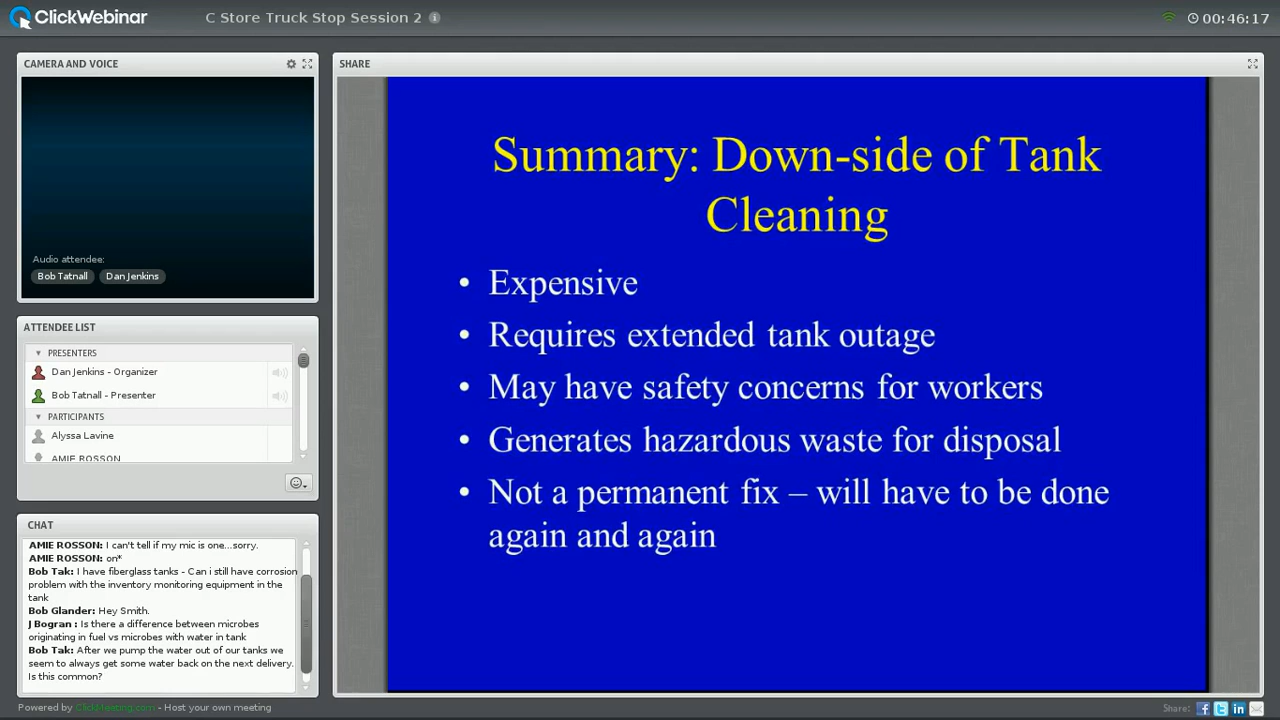 ClickWebinar
C Store Truck Stop Session 2
00:46:17
CAMERA AND VOICE
Audio attendee:
Bob Tatnall Dan Jenkins
ATTENDEE LIST
PRESENTERS
Dan Jenkins - Organizer
Bob Tatnall - Presenter
PARTICIPANTS
Alyssa Lavine
AMIE ROSSON
CHAT
AMIE ROSSON: I can't tell if my mic is one...sorry.
AMIE ROSSON: on*
Bob Tak: I have fiberglass tanks - Can i still have corrosion
problem with the inventory monitoring equipment in the
tank
Bob Glander: Hey Smith.
J Bogran : Is there a difference between microbes
originating in fuel vs microbes with water in tank
Bob Tak: After we pump the water out of our tanks we
seem to always get some water back on the next delivery.
Is this common?
SHARE
Summary: Down-side of Tank
Cleaning
• Expensive
• Requires extended tank outage
• May have safety concerns for workers
• Generates hazardous waste for disposal
• Not a permanent fix – will have to be done
again and again
Powered by ClickMeeting.com - Host your own meeting
Share: